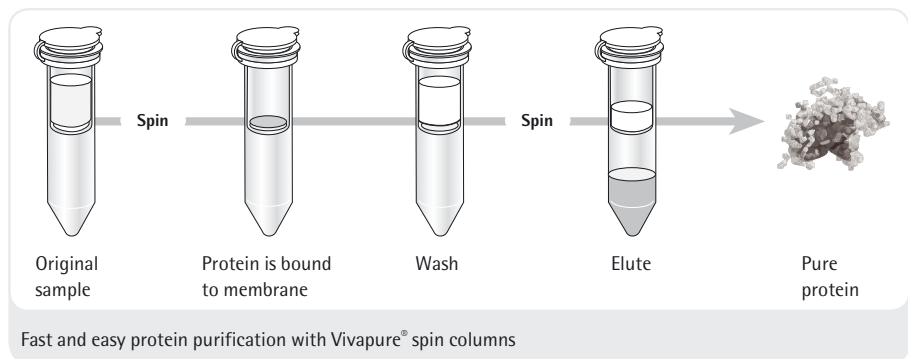 Spin
Spin
Original
sample
Protein is bound
to membrane
Wash
Elute
Pure
protein
Fast and easy protein purification with Vivapure® spin columns